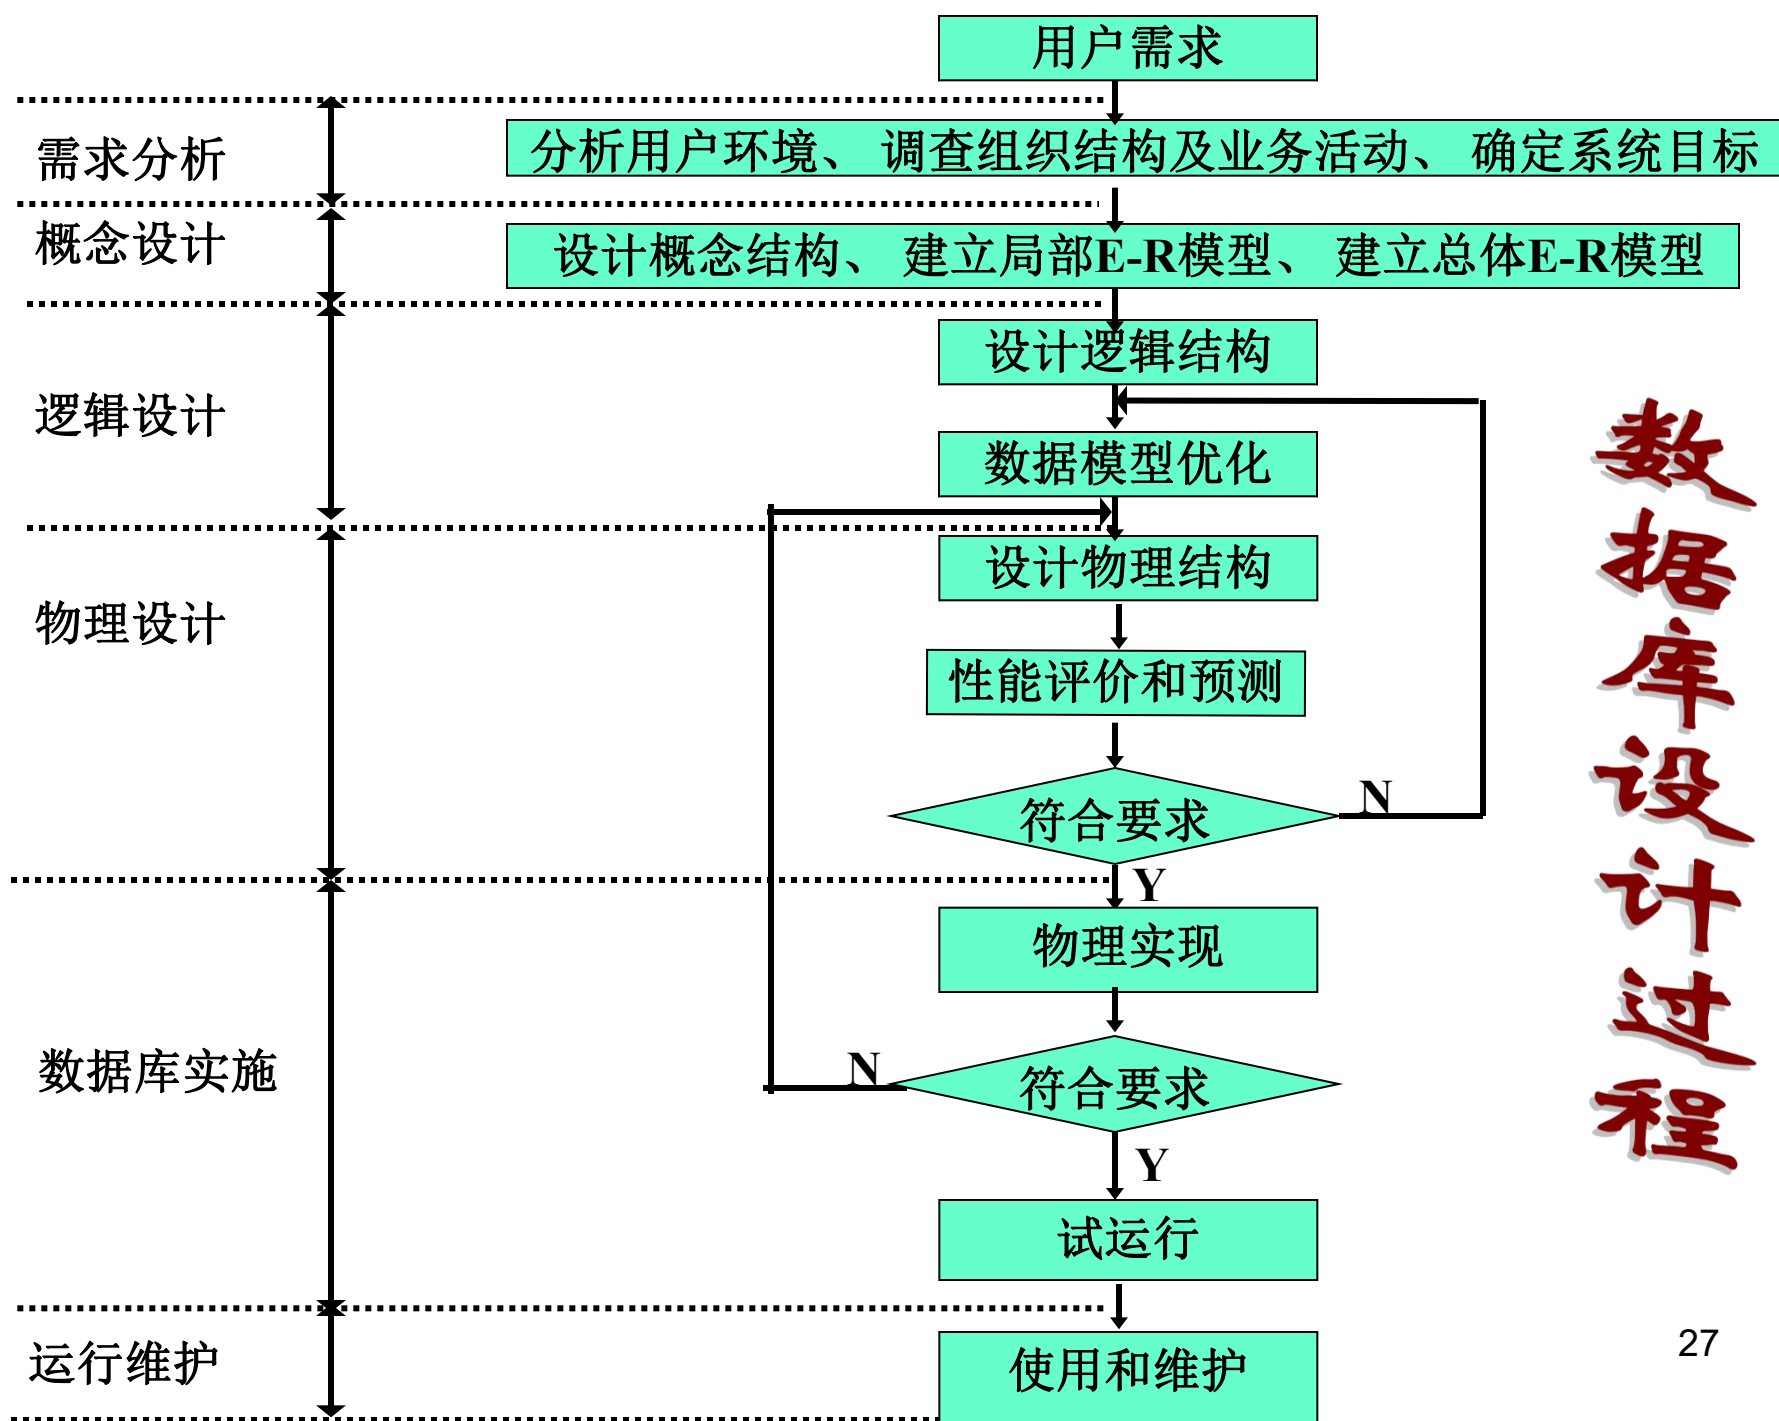 用户需求
需求分析
分析用户环境、 调查组织结构及业务活动、 确定系统目标
概念设计
设计概念结构、 建立局部E-R模型、 建立总体E-R模型
设计逻辑结构
逻辑设计
数据模型优化
设计物理结构
物理设计
性能评价和预测
符合要求
N
Y
物理实现
数据库实施
N
符合要求
Y
试运行
运行维护
使用和维护
数据库设计过程
27